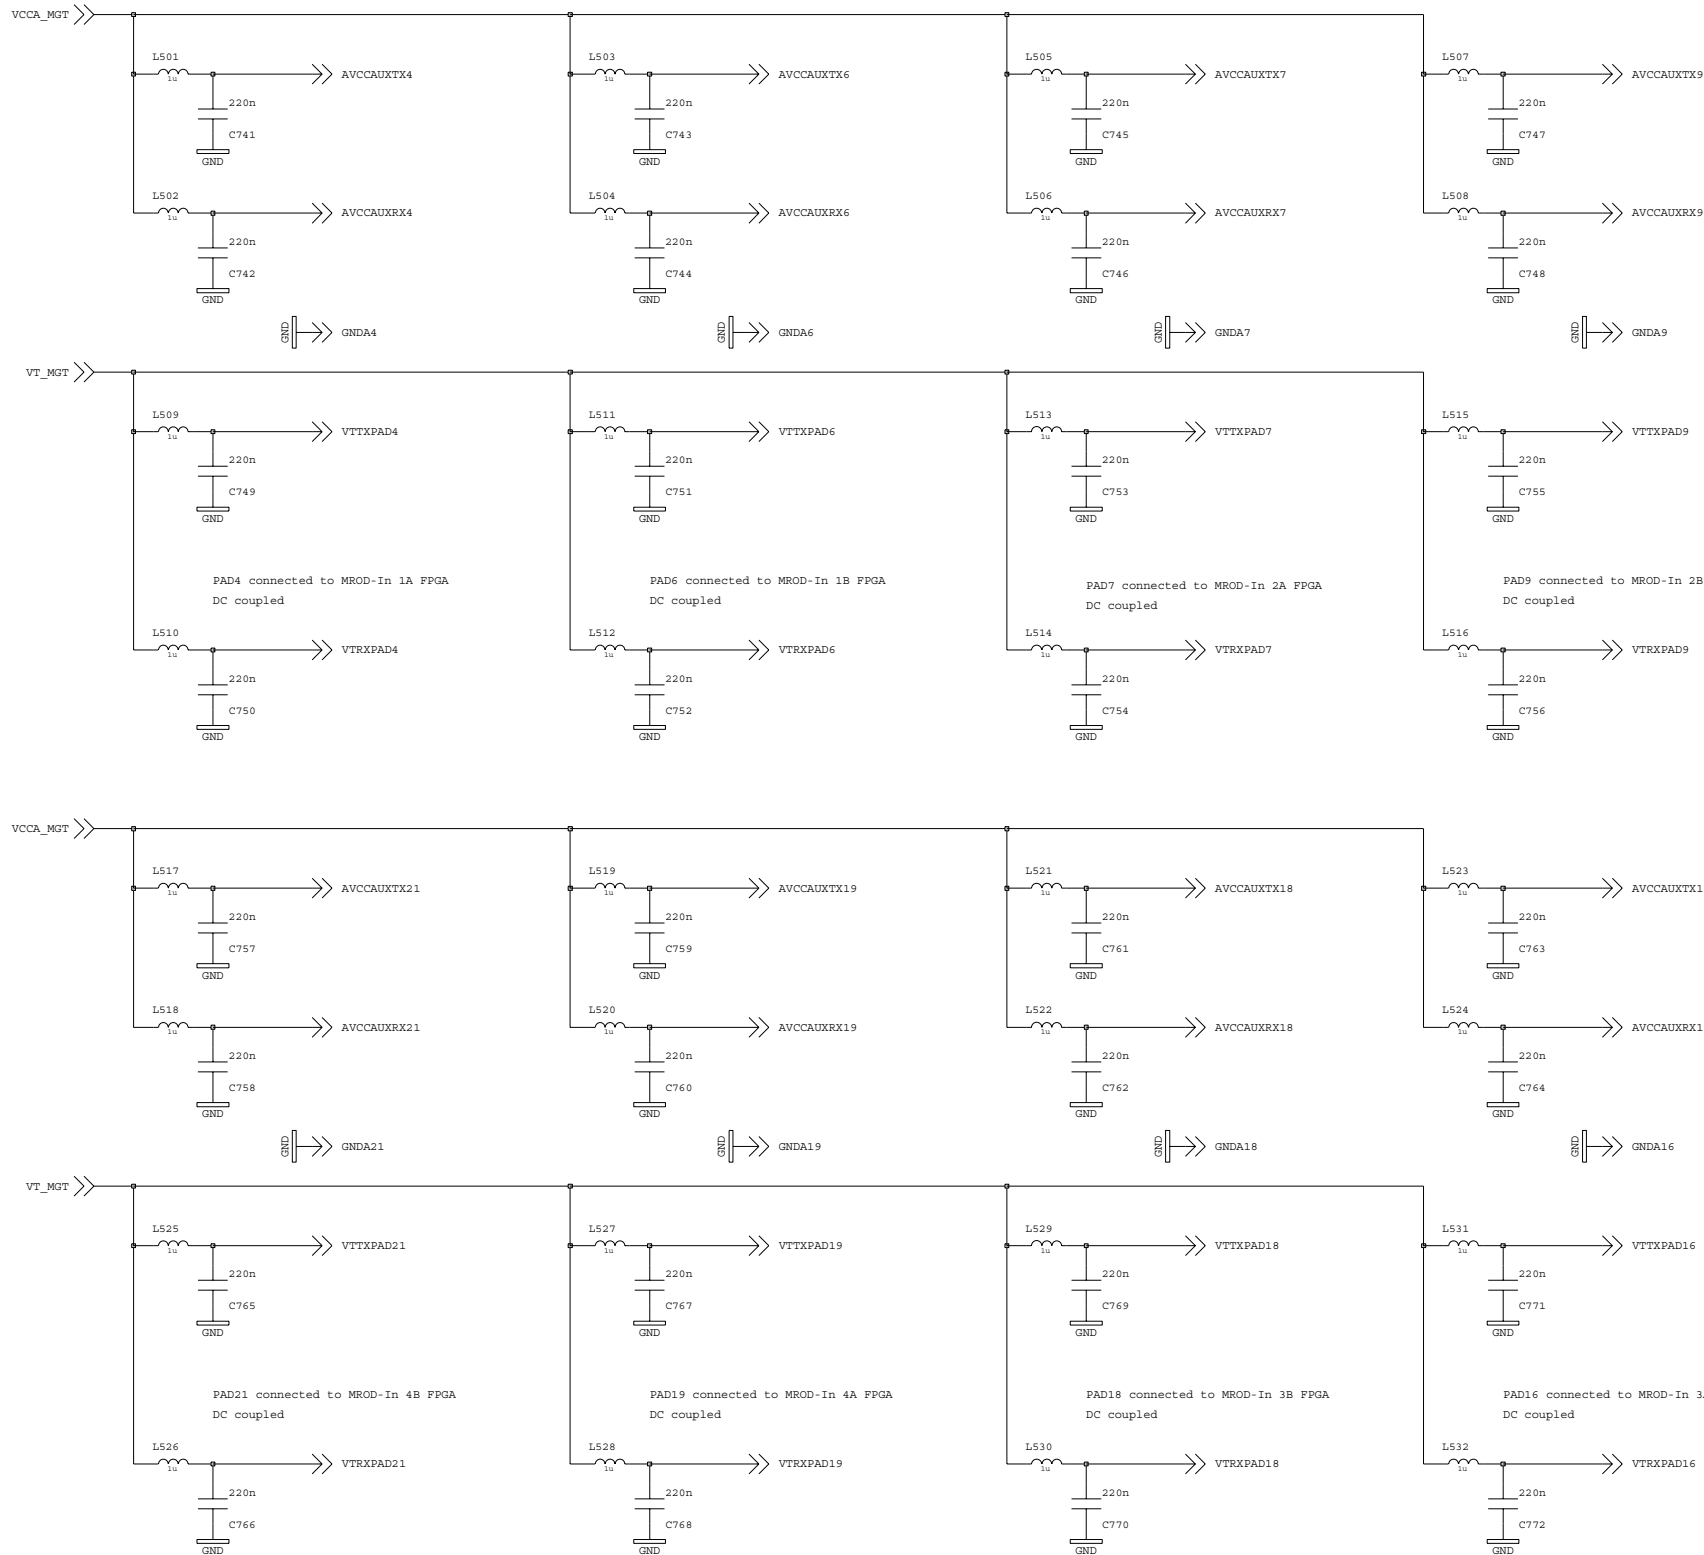 VCCA_MGT
L501 L503 L505 L507
1u AVCCAUXTX4 1u AVCCAUXTX6 1u AVCCAUXTX7 1u AVCCAUXTX9
220n 220n 220n 220n
C741 C743 C745 C747
GND GND GND GND
L502 L504 L506 L508
1u AVCCAUXRX4 1u AVCCAUXRX6 1u AVCCAUXRX7 1u AVCCAUXRX9
220n 220n 220n 220n
C742 C744 C746 C748
GND GND GND GND
GND GNDA4 GND GNDA6 GND GNDA7 GND GNDA9
VT_MGT
L509 L511 L513 L515
1u VTTXPAD4 1u VTTXPAD6 1u VTTXPAD7 1u VTTXPAD9
220n 220n 220n 220n
C749 C751 C753 C755
GND GND GND GND
PAD4 connected to MROD-In 1A FPGA PAD6 connected to MROD-In 1B FPGA PAD7 connected to MROD-In 2A FPGA PAD9 connected to MROD-In 2B
DC coupled DC coupled DC coupled DC coupled
L510 L512 L514 L516
1u VTRXPAD4 1u VTRXPAD6 1u VTRXPAD7 1u VTRXPAD9
220n 220n 220n 220n
C750 C752 C754 C756
GND GND GND GND
VCCA_MGT
L517 L519 L521 L523
1u AVCCAUXTX21 1u AVCCAUXTX19 1u AVCCAUXTX18 1u AVCCAUXTX1
220n 220n 220n 220n
C757 C759 C761 C763
GND GND GND GND
L518 L520 L522 L524
1u AVCCAUXRX21 1u AVCCAUXRX19 1u AVCCAUXRX18 1u AVCCAUXRX1
220n 220n 220n 220n
C758 C760 C762 C764
GND GND GND GND
GND GNDA21 GND GNDA19 GND GNDA18 GND GNDA16
VT_MGT
L525 L527 L529 L531
1u VTTXPAD21 1u VTTXPAD19 1u VTTXPAD18 1u VTTXPAD16
220n 220n 220n 220n
C765 C767 C769 C771
GND GND GND GND
PAD21 connected to MROD-In 4B FPGA PAD19 connected to MROD-In 4A FPGA PAD18 connected to MROD-In 3B FPGA PAD16 connected to MROD-In 3
DC coupled DC coupled DC coupled DC coupled
L526 L528 L530 L532
1u VTRXPAD21 1u VTRXPAD19 1u VTRXPAD18 1u VTRXPAD16
220n 220n 220n 220n
C766 C768 C770 C772
GND GND GND GND